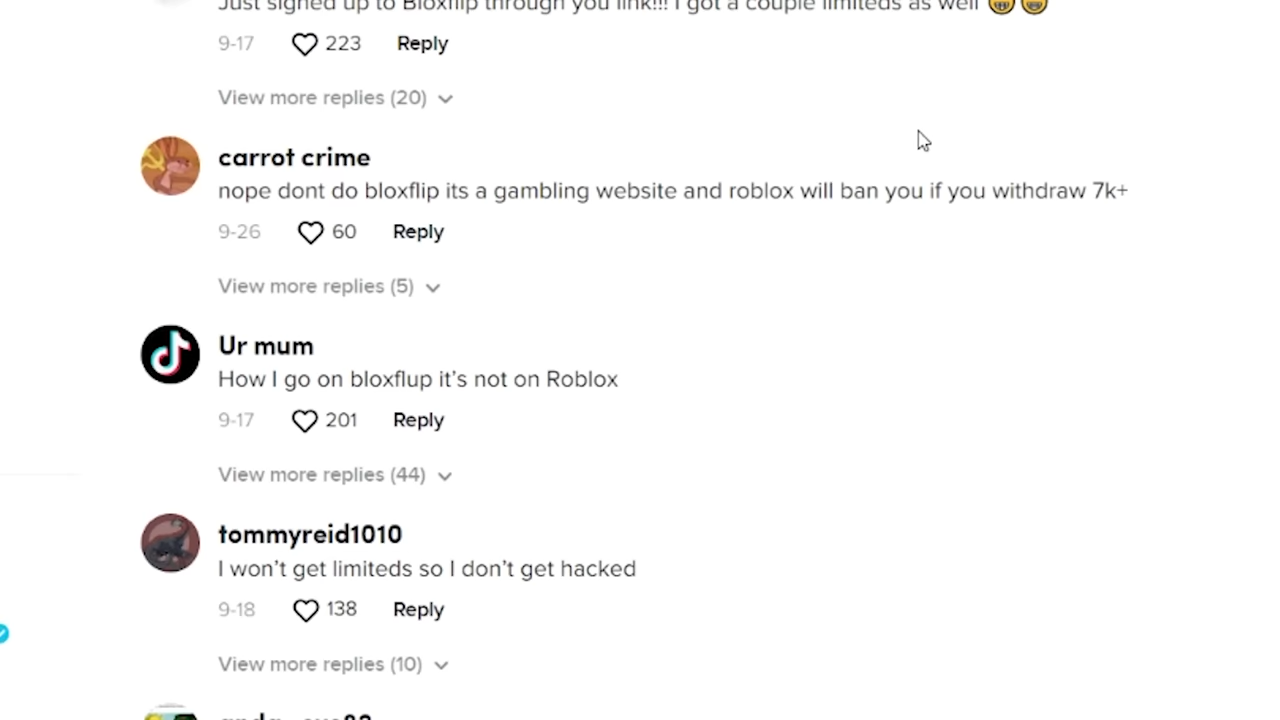 Just signed up to Bloxflip through you link!!! I got a couple limiteds as well 😁😁
9-17 223 Reply
View more replies (20)
carrot crime
nope dont do bloxflip its a gambling website and roblox will ban you if you withdraw 7k+
9-26 60 Reply
View more replies (5)
Ur mum
How I go on bloxflup it’s not on Roblox
9-17 201 Reply
View more replies (44)
tommyreid1010
I won’t get limiteds so I don’t get hacked
9-18 138 Reply
View more replies (10)